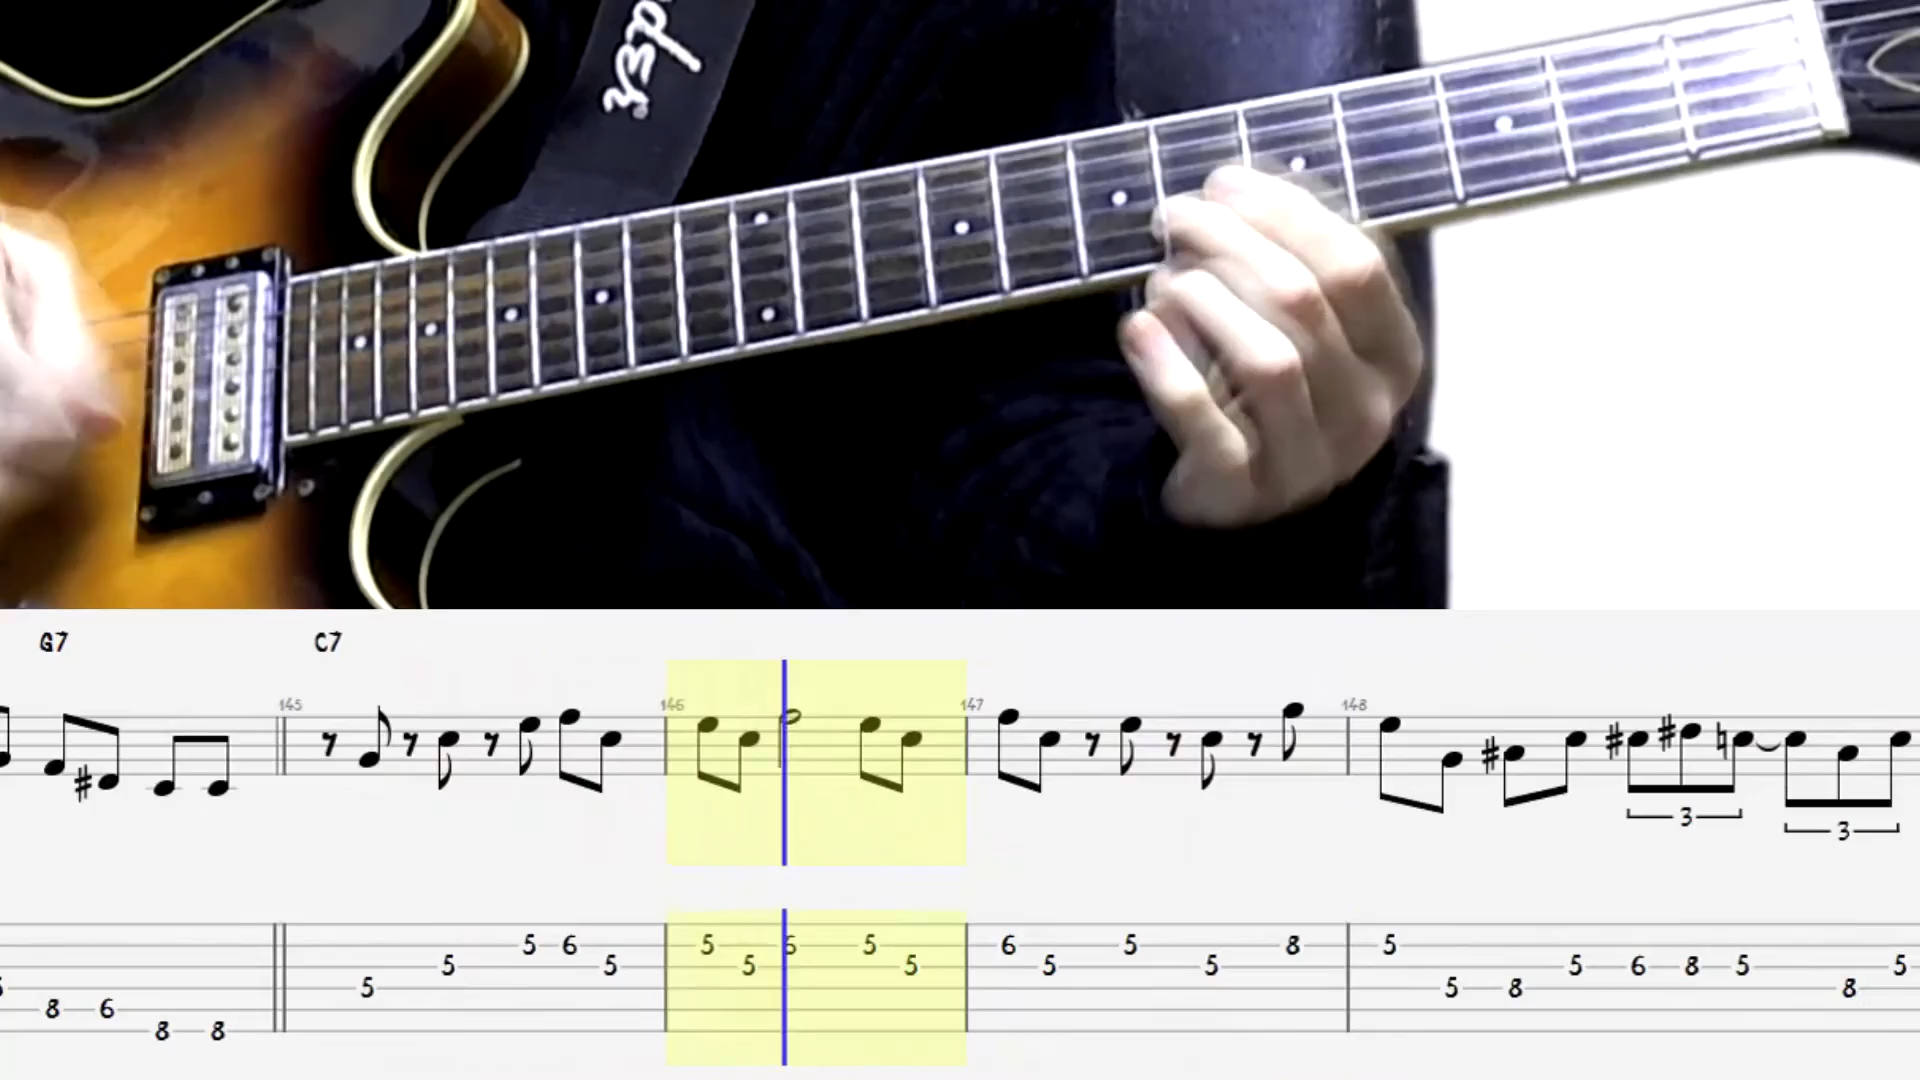 G7 C7
145 146 147 148
3 3
5 6 5 6 5 6 5 8 5
5 5 5 5 5 5 5 6 8 5 5
5 5 8 8
8 6
8 8